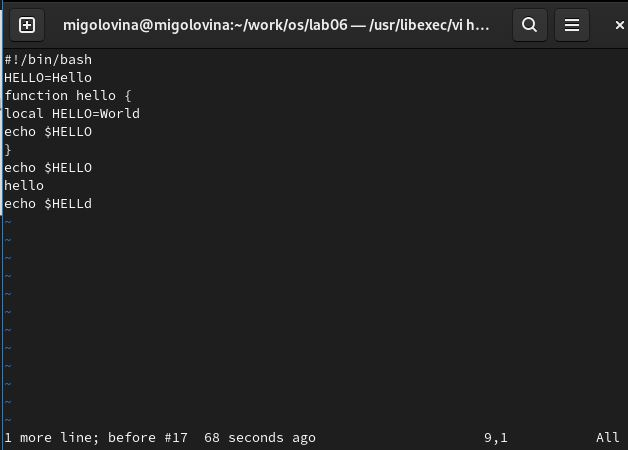 migolovina@migolovina:~/work/os/lab06 — /usr/libexec/vi h…
#!/bin/bash
HELLO=Hello
function hello {
local HELLO=World
echo $HELLO
}
echo $HELLO
hello
echo $HELLd
~
~
~
~
~
~
~
~
~
~
~
~
1 more line; before #17  68 seconds ago 9,1 All